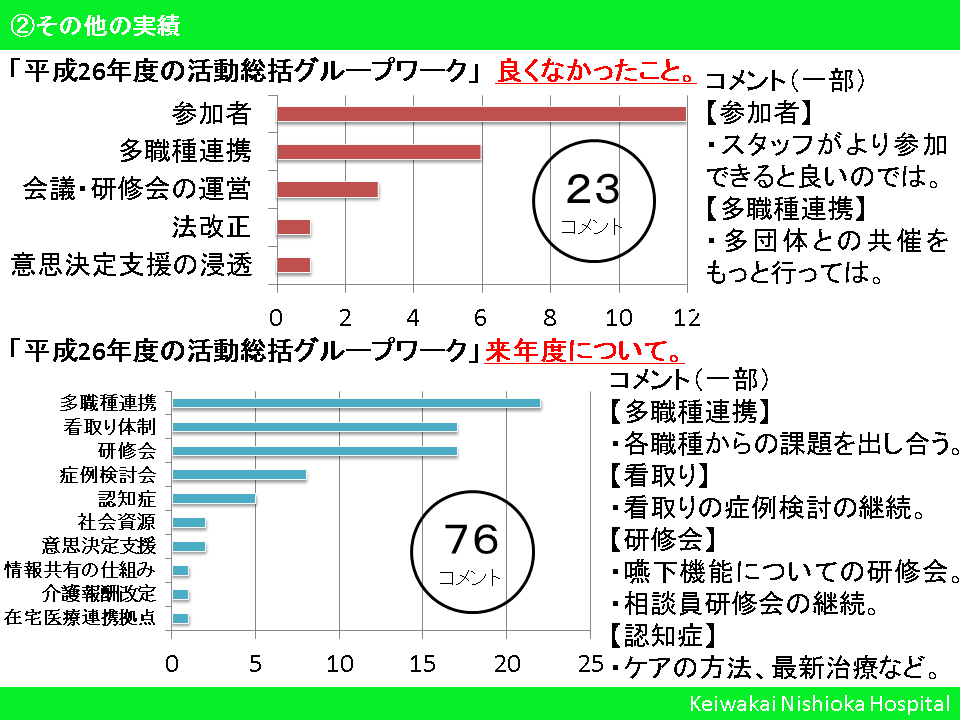 ②その他の実績
「平成26年度の活動総括グループワーク」 良くなかったこと。
参加者
多職種連携
会議・研修会の運営
法改正
意思決定支援の浸透
0 2 4 6 8 10 12
23
コメント
コメント（一部）
【参加者】
・スタッフがより参加
できると良いのでは。
【多職種連携】
・多団体との共催を
もっと行っては。
「平成26年度の活動総括グループワーク」来年度について。
多職種連携
看取り体制
研修会
症例検討会
認知症
社会資源
意思決定支援
情報共有の仕組み
介護報酬改定
在宅医療連携拠点
0 5 10 15 20 25
76
コメント
コメント（一部）
【多職種連携】
・各職種からの課題を出し合う。
【看取り】
・看取りの症例検討の継続。
【研修会】
・嚥下機能についての研修会。
・相談員研修会の継続。
【認知症】
・ケアの方法、最新治療など。
Keiwakai Nishioka Hospital